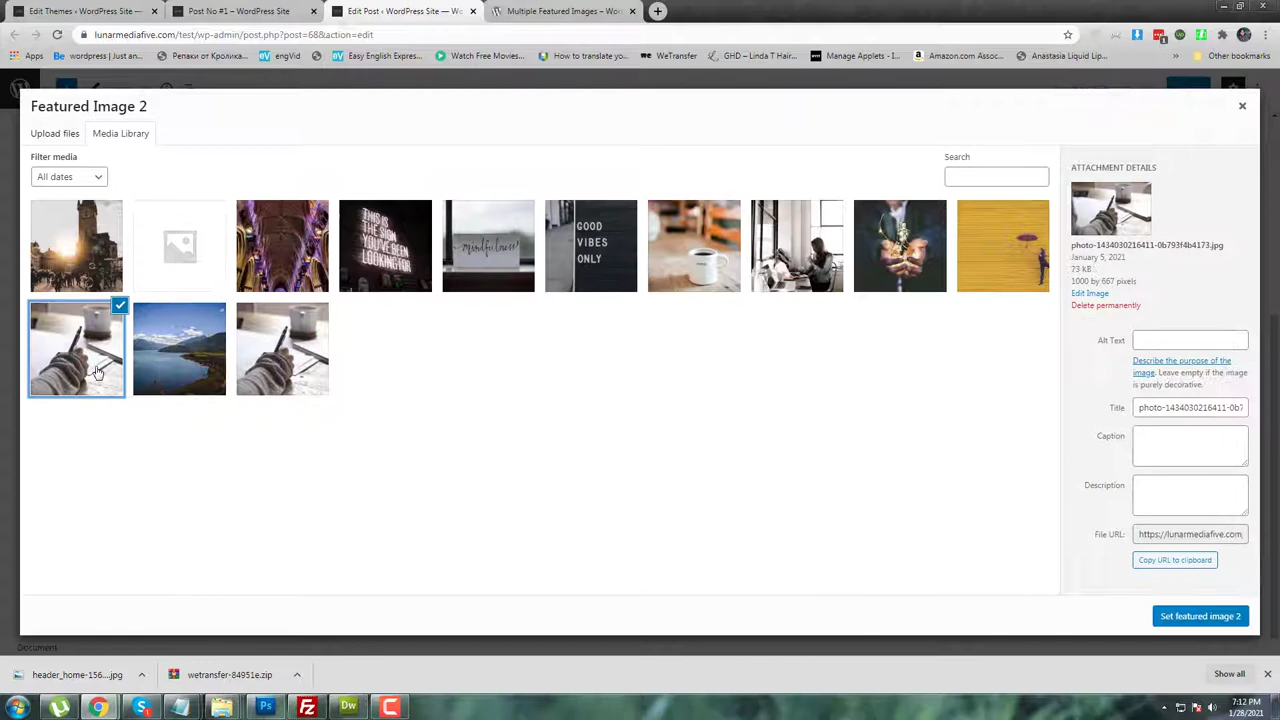 Edit Themes ‹ WordPress Site —
Post No #1 – WordPress Site
Edit Post ‹ WordPress Site — Wo
Multiple Featured Images – WordP
lunarmediafive.com/test/wp-admin/post.php?post=68&action=edit
wordpress | Just an...
Репатан от Кролика...
engVid
Easy English Expres...
Watch Free Movies...
How to translate you...
WeTransfer
GHD – Linda T Hair...
Manage Applets - I...
Amazon.com Assoc...
Anastasia Liquid Lip...
Other bookmarks
Featured Image 2
Upload files
Media Library
Filter media
All dates
Search
THIS IS THE SIGN YOU'VE BEEN LOOKING FOR
mindfulness
GOOD
VIBES
ONLY
ATTACHMENT DETAILS
photo-1434030216411-0b793f4b4173.jpg
January 5, 2021
73 kB
1000 by 667 pixels
Edit Image
Delete permanently
Alt Text
Describe the purpose of the
image. Leave empty if the image
is purely decorative.
Title
photo-1434030216411-0b7
Caption
Description
File URL:
https://lunarmediafive.com
Copy URL to clipboard
Set featured image 2
Document
header_home-156....jpg
wetransfer-84951e.zip
Show all
7:12 PM
1/28/2021